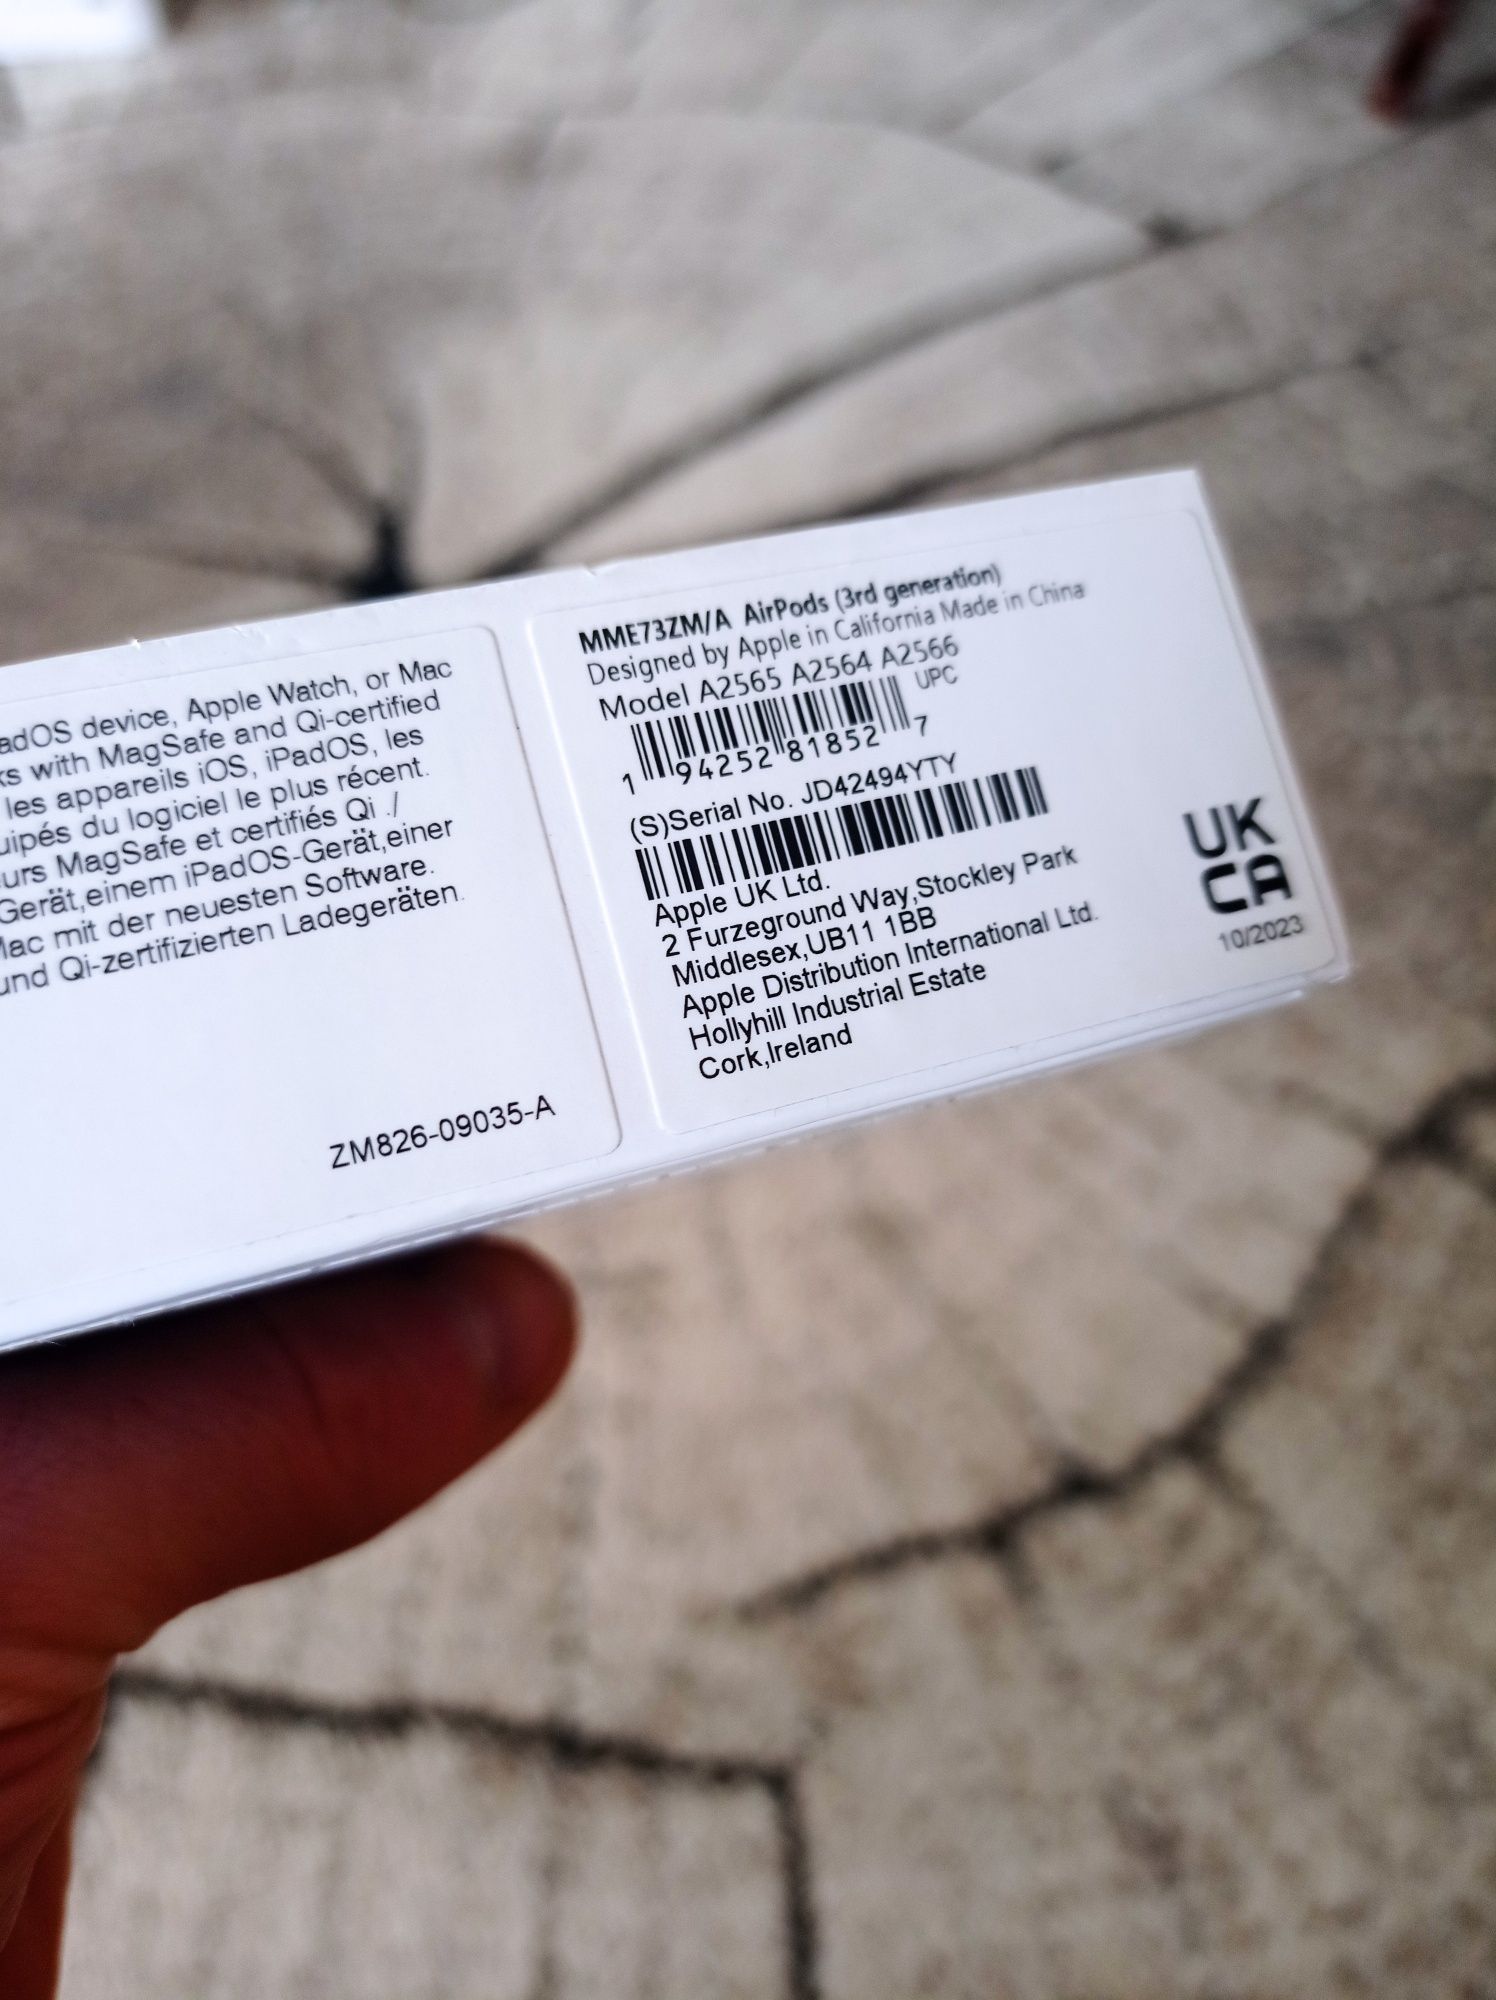 adOS device, Apple Watch, or Mac
ks with MagSafe and Qi-certified
les appareils iOS, iPadOS, les
uipés du logiciel le plus récent.
urs MagSafe et certifiés Qi ./
Gerät,einem iPadOS-Gerät,einer
Mac mit der neuesten Software.
und Qi-zertifizierten Ladegeräten.
ZM826-09035-A
MME73ZM/A AirPods (3rd generation)
Designed by Apple in California Made in China
Model A2565 A2564 A2566
UPC
1 94252 81852 7
(S)Serial No. JD42494YTY
Apple UK Ltd.
2 Furzeground Way,Stockley Park
Middlesex,UB11 1BB
Apple Distribution International Ltd.
Hollyhill Industrial Estate
Cork,Ireland
UK
CA
10/2023